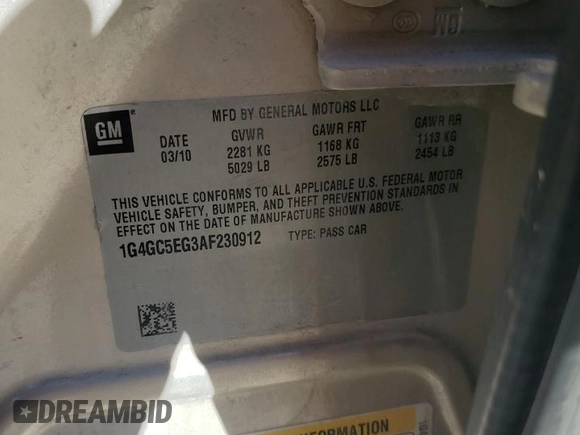 MFD BY GENERAL MOTORS LLC
GM
DATE GVWR GAWR FRT GAWR RR
03/10 2281 KG 1168 KG 1113 KG
5029 LB 2575 LB 2454 LB
THIS VEHICLE CONFORMS TO ALL APPLICABLE U.S. FEDERAL MOTOR
VEHICLE SAFETY, BUMPER, AND THEFT PREVENTION STANDARDS IN
EFFECT ON THE DATE OF MANUFACTURE SHOWN ABOVE.
1G4GC5EG3AF230912 TYPE: PASS CAR
DREAMBID
INFORMATION
GM